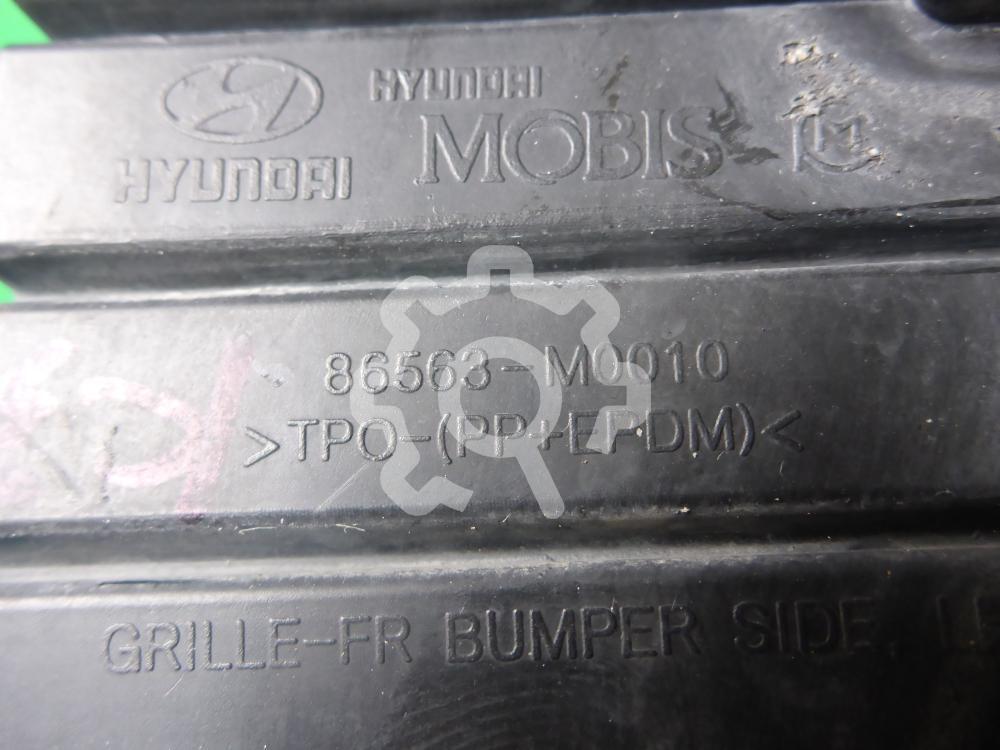 HYUNDAI
HYUNDAI
MOBIS
86563-M0010
>TPO-(PP+EPDM)<
GRILLE-FR BUMPER SIDE,